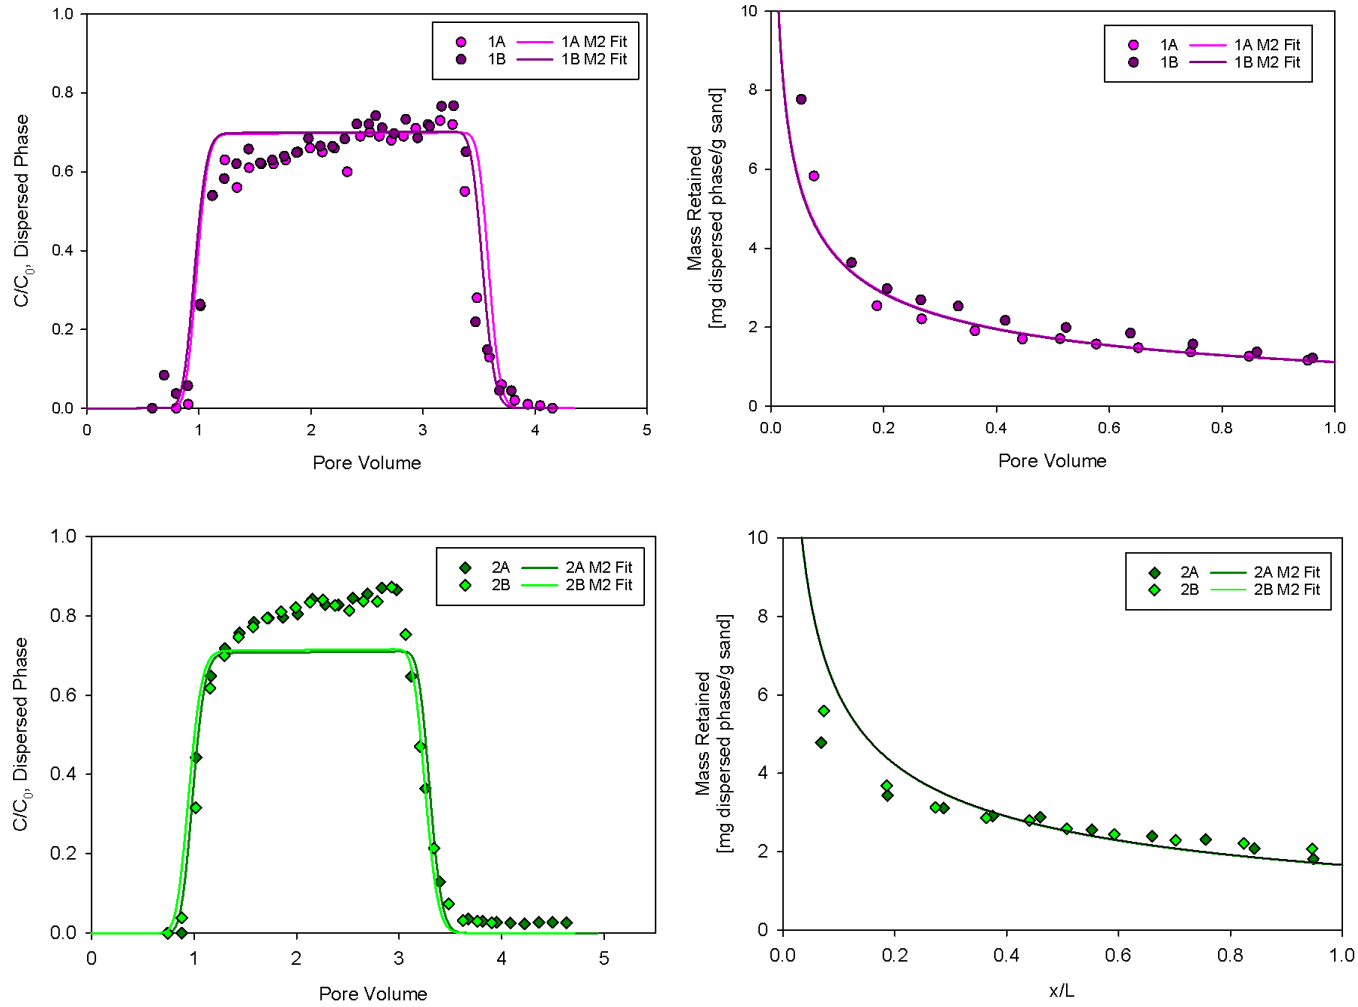 1.0
0.8
0.6
0.4
0.2
0.0
C/C0, Dispersed Phase
1A 1A M2 Fit
1B 1B M2 Fit
0 1 2 3 4 5
Pore Volume
10
8
6
4
2
0
Mass Retained
[mg dispersed phase/g sand]
1A 1A M2 Fit
1B 1B M2 Fit
0.0 0.2 0.4 0.6 0.8 1.0
Pore Volume
1.0
0.8
0.6
0.4
0.2
0.0
C/C0, Dispersed Phase
2A 2A M2 Fit
2B 2B M2 Fit
0 1 2 3 4 5
Pore Volume
10
8
6
4
2
0
Mass Retained
[mg dispersed phase/g sand]
2A 2A M2 Fit
2B 2B M2 Fit
0.0 0.2 0.4 0.6 0.8 1.0
x/L